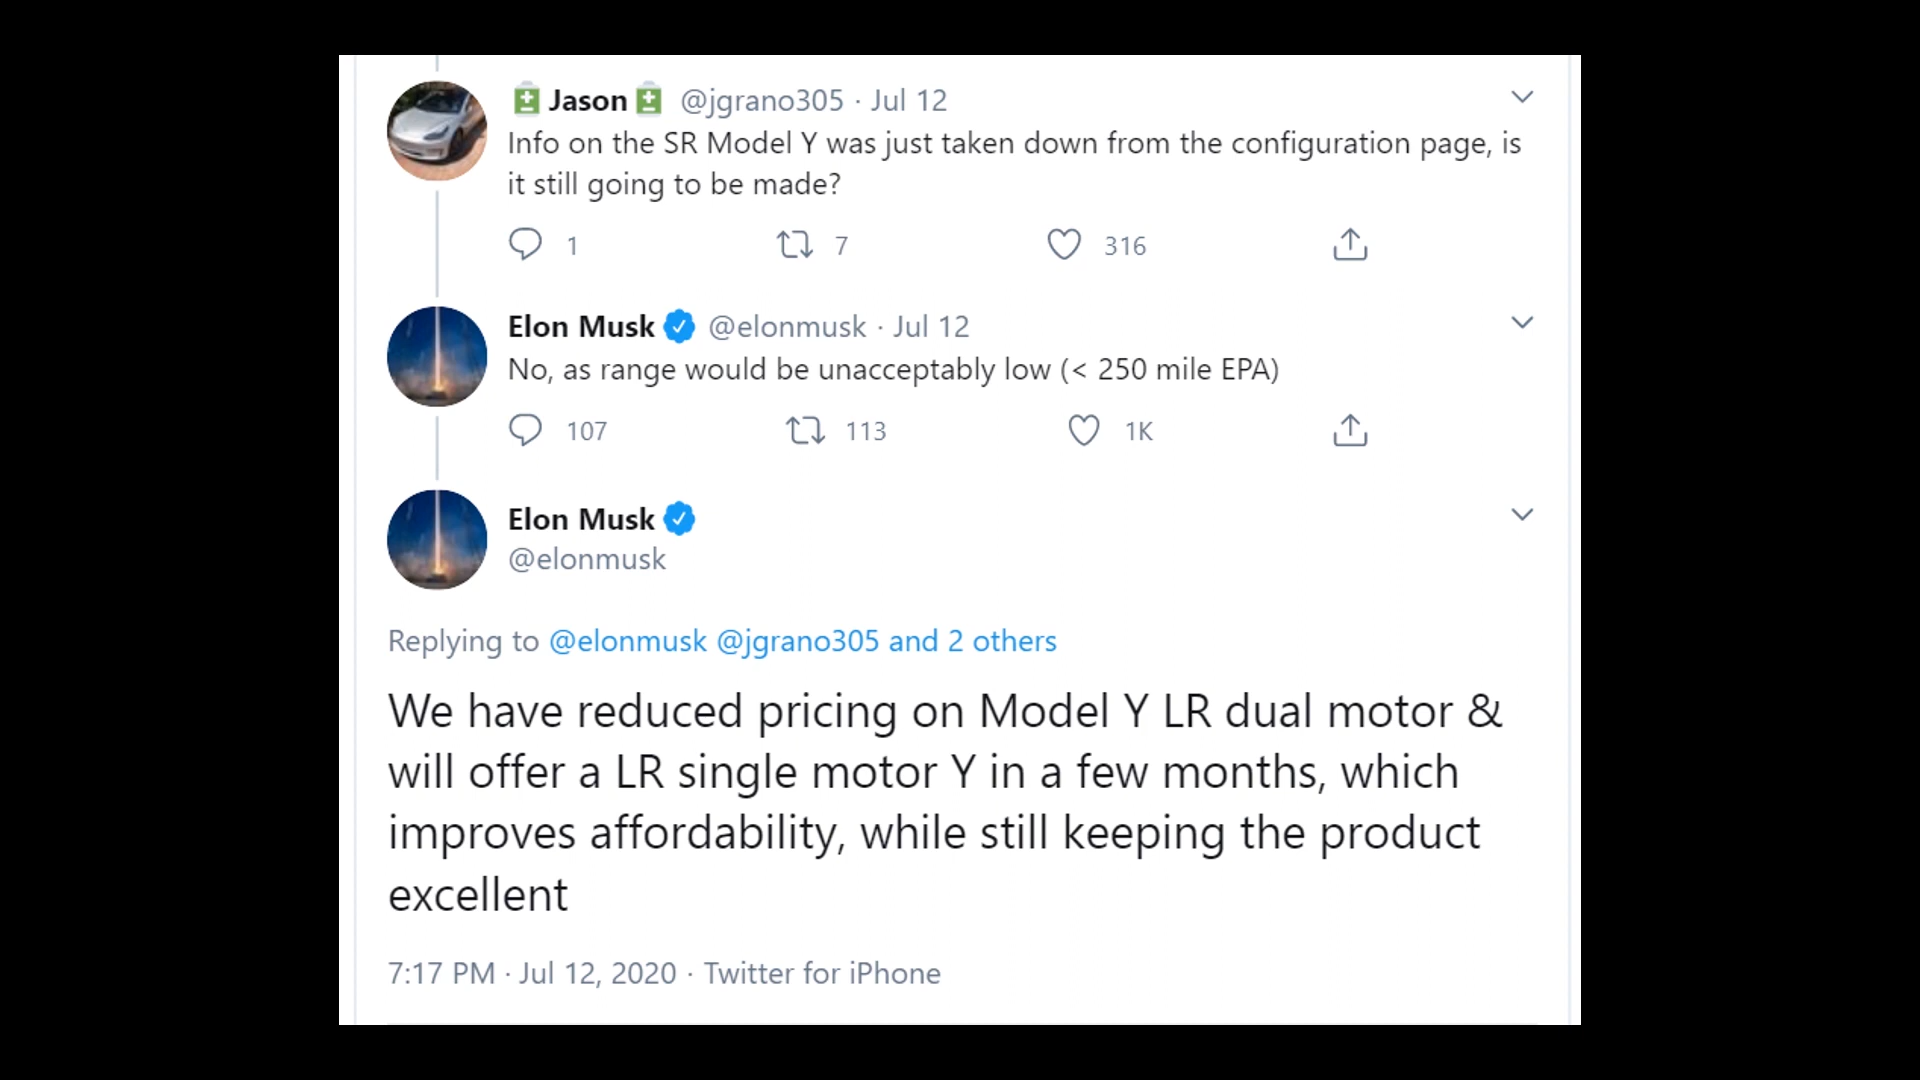 Jason @jgrano305 · Jul 12
Info on the SR Model Y was just taken down from the configuration page, is
it still going to be made?
1 7 316
Elon Musk @elonmusk · Jul 12
No, as range would be unacceptably low (< 250 mile EPA)
107 113 1K
Elon Musk
@elonmusk
Replying to @elonmusk @jgrano305 and 2 others
We have reduced pricing on Model Y LR dual motor &
will offer a LR single motor Y in a few months, which
improves affordability, while still keeping the product
excellent
7:17 PM · Jul 12, 2020 · Twitter for iPhone